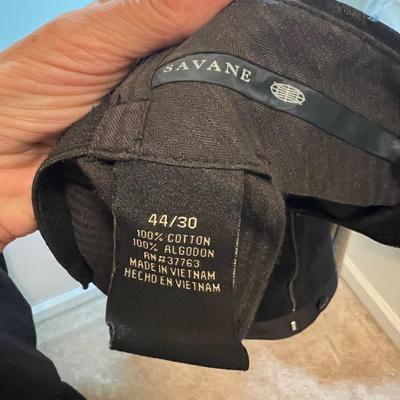 SAVANE
44/30
100% COTTON
100% ALGODON
RN#37763
MADE IN VIETNAM
HECHO EN VIETNAM